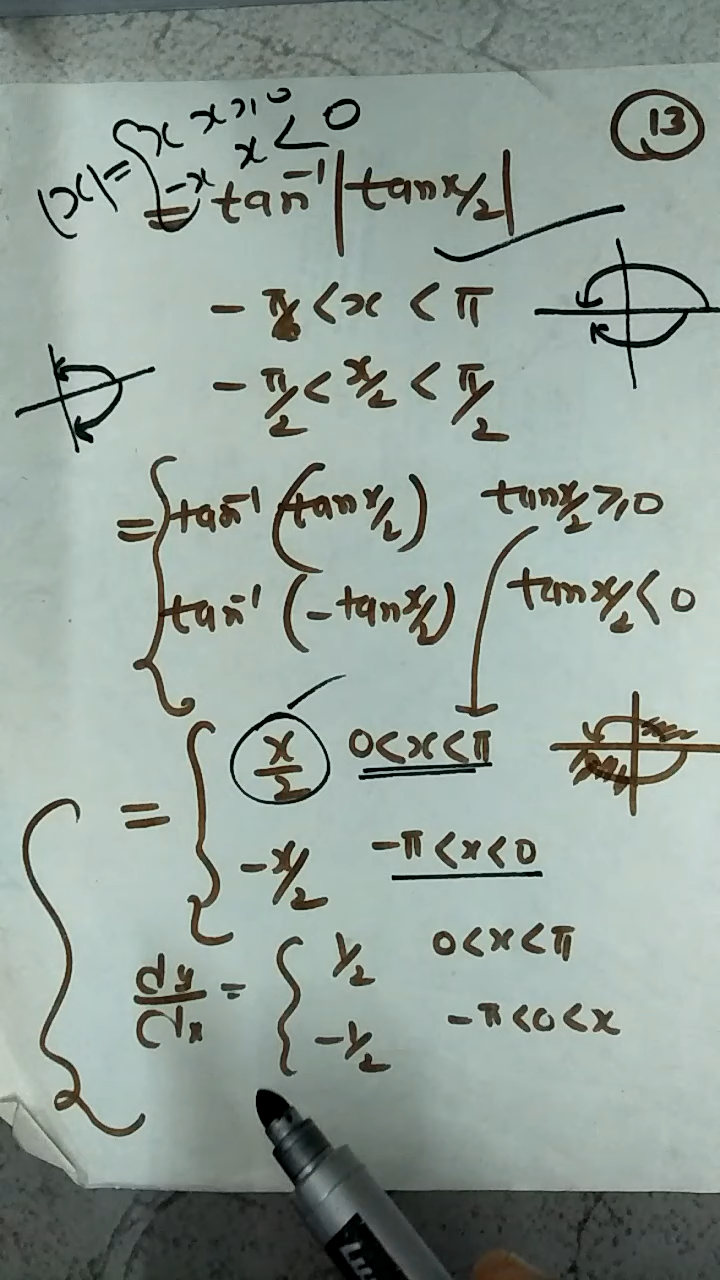 13
|x| = { x x ≥ 0
-x x < 0
= tan⁻¹ |tan x/2|
- π < x < π
- π/2 < x/2 < π/2
= { tan⁻¹ (tan x/2) tan x/2 ≥ 0
tan⁻¹ (-tan x/2) tan x/2 < 0
= { x/2 0 < x < π
-x/2 -π < x < 0
dy/dx = { 1/2 0 < x < π
-1/2 -π < 0 < x